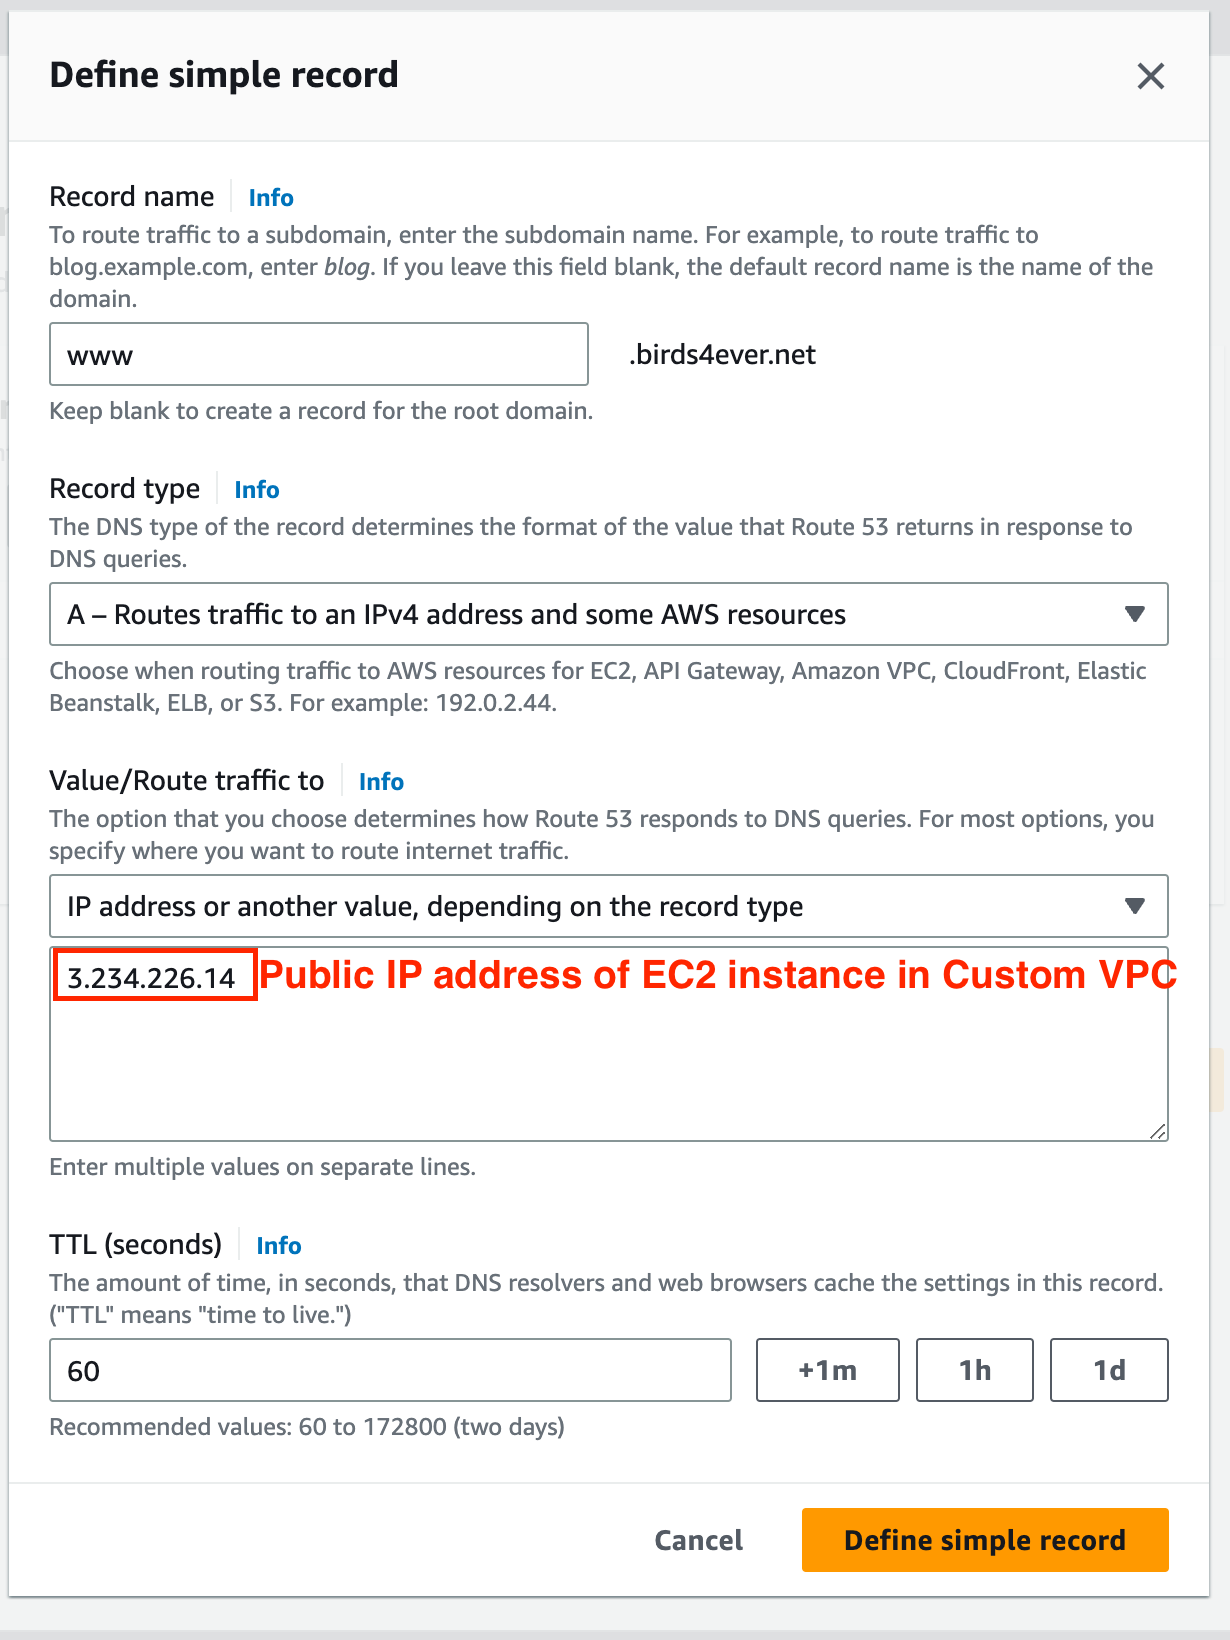 Define simple record
Record name Info
To route traffic to a subdomain, enter the subdomain name. For example, to route traffic to
blog.example.com, enter blog. If you leave this field blank, the default record name is the name of the
domain.
www .birds4ever.net
Keep blank to create a record for the root domain.
Record type Info
The DNS type of the record determines the format of the value that Route 53 returns in response to
DNS queries.
A – Routes traffic to an IPv4 address and some AWS resources
Choose when routing traffic to AWS resources for EC2, API Gateway, Amazon VPC, CloudFront, Elastic
Beanstalk, ELB, or S3. For example: 192.0.2.44.
Value/Route traffic to Info
The option that you choose determines how Route 53 responds to DNS queries. For most options, you
specify where you want to route internet traffic.
IP address or another value, depending on the record type
3.234.226.14 Public IP address of EC2 instance in Custom VPC
Enter multiple values on separate lines.
TTL (seconds) Info
The amount of time, in seconds, that DNS resolvers and web browsers cache the settings in this record.
("TTL" means "time to live.")
60 +1m 1h 1d
Recommended values: 60 to 172800 (two days)
Cancel Define simple record